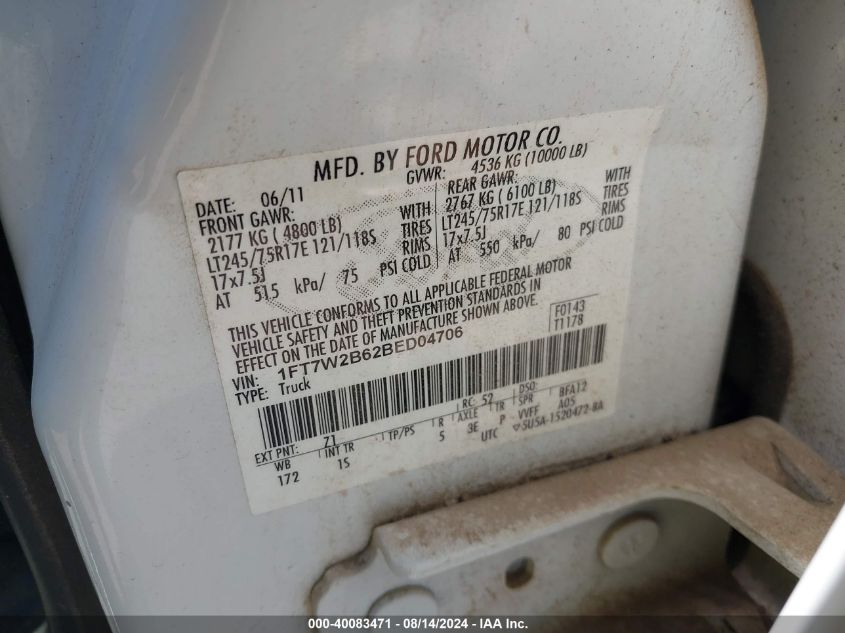 MFD. BY FORD MOTOR CO.
DATE: 06/11 GVWR: 4536 KG (10000 LB)
FRONT GAWR: REAR GAWR:
2177 KG ( 4800 LB) WITH 2767 KG ( 6100 LB) WITH
LT245/75R17E 121/118S TIRES LT245/75R17E 121/118S TIRES
17x7.5J RIMS 17x7.5J RIMS
AT 515 kPa/ 75 PSI COLD AT 550 kPa/ 80 PSI COLD
THIS VEHICLE CONFORMS TO ALL APPLICABLE FEDERAL MOTOR
VEHICLE SAFETY AND THEFT PREVENTION STANDARDS IN
EFFECT ON THE DATE OF MANUFACTURE SHOWN ABOVE.
F0143
T1178
VIN: 1FT7W2B62BED04706
TYPE: Truck
EXT PNT: Z1 RC: 52 DSO:
WB INT TR TP/PS R AXLE TR SPR BFA12
172 15 5 3E P VVFF A05
UTC ▽5U5A-1520472-BA
000-40083471 - 08/14/2024 - IAA Inc.